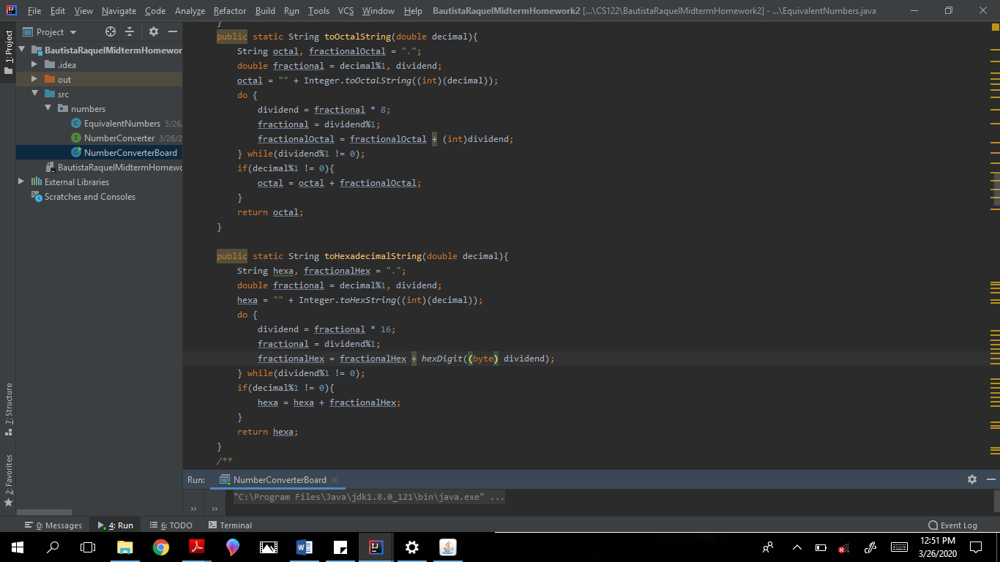 File Edit View Navigate Code Analyze Refactor Build Run Tools VCS Window Help BautistaRaquelMidtermHomework2 [...\CS122\BautistaRaquelMidtermHomework2] - ...\EquivalentNumbers.java
1: Project
Project
BautistaRaquelMidtermHomewor
.idea
out
src
numbers
EquivalentNumbers 3/26/
NumberConverter 3/26/2
NumberConverterBoard
BautistaRaquelMidtermHomewo
External Libraries
Scratches and Consoles
7: Structure
2: Favorites
}
public static String toOctalString(double decimal){
String octal, fractionalOctal = ".";
double fractional = decimal%1, dividend;
octal = "" + Integer.toOctalString((int)(decimal));
do {
dividend = fractional * 8;
fractional = dividend%1;
fractionalOctal = fractionalOctal + (int)dividend;
} while(dividend%1 != 0);
if(decimal%1 != 0){
octal = octal + fractionalOctal;
}
return octal;
}
public static String toHexadecimalString(double decimal){
String hexa, fractionalHex = ".";
double fractional = decimal%1, dividend;
hexa = "" + Integer.toHexString((int)(decimal));
do {
dividend = fractional * 16;
fractional = dividend%1;
fractionalHex = fractionalHex + hexDigit((byte) dividend);
} while(dividend%1 != 0);
if(decimal%1 != 0){
hexa = hexa + fractionalHex;
}
return hexa;
}
/**
Run: NumberConverterBoard
"C:\Program Files\Java\jdk1.8.0_121\bin\java.exe" ...
0: Messages 4: Run 6: TODO Terminal Event Log
12:51 PM
3/26/2020